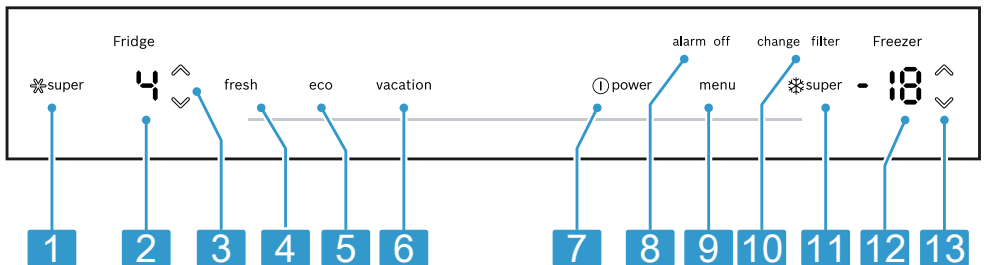 Fridge
alarm off change filter Freezer
super 4 fresh eco vacation power menu super -18
1 2 3 4 5 6 7 8 9 10 11 12 13